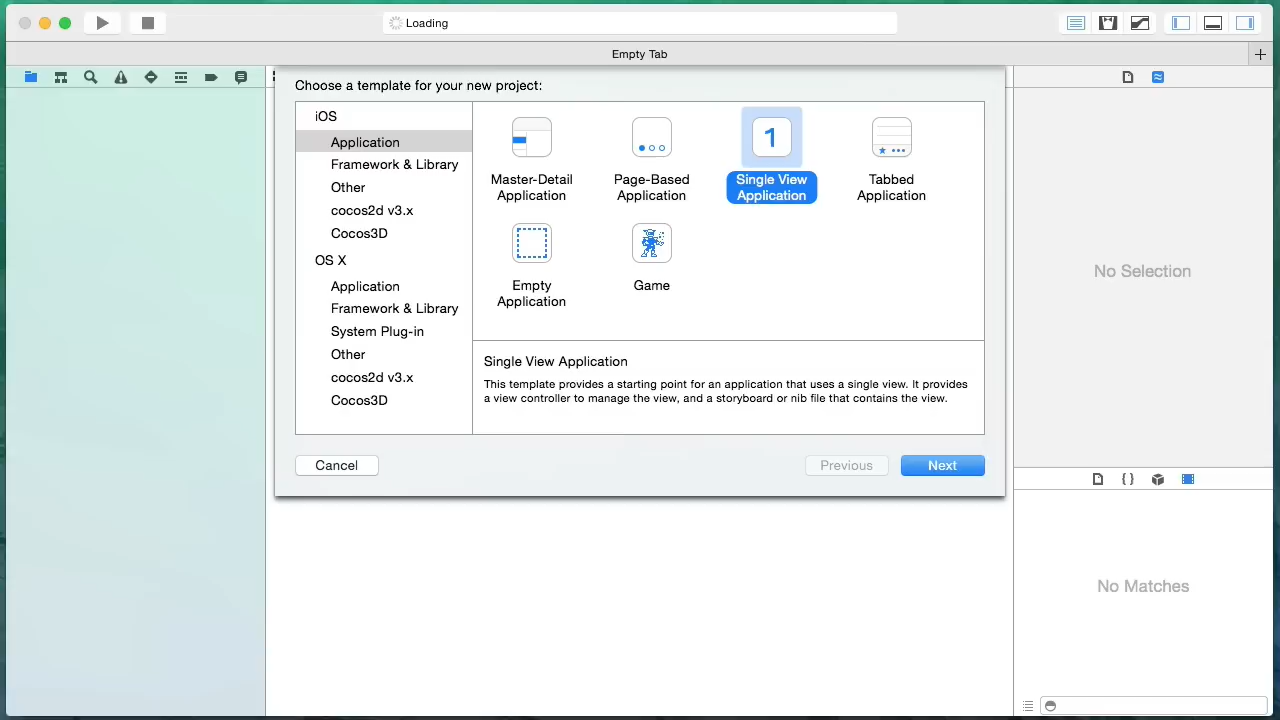 Loading
Empty Tab
Choose a template for your new project:
iOS
Application
Framework & Library
Other
cocos2d v3.x
Cocos3D
OS X
Application
Framework & Library
System Plug-in
Other
cocos2d v3.x
Cocos3D
Master-Detail
Application
Page-Based
Application
1
Single View
Application
Tabbed
Application
Empty
Application
Game
Single View Application
This template provides a starting point for an application that uses a single view. It provides
a view controller to manage the view, and a storyboard or nib file that contains the view.
Cancel
Previous
Next
No Selection
{ }
No Matches